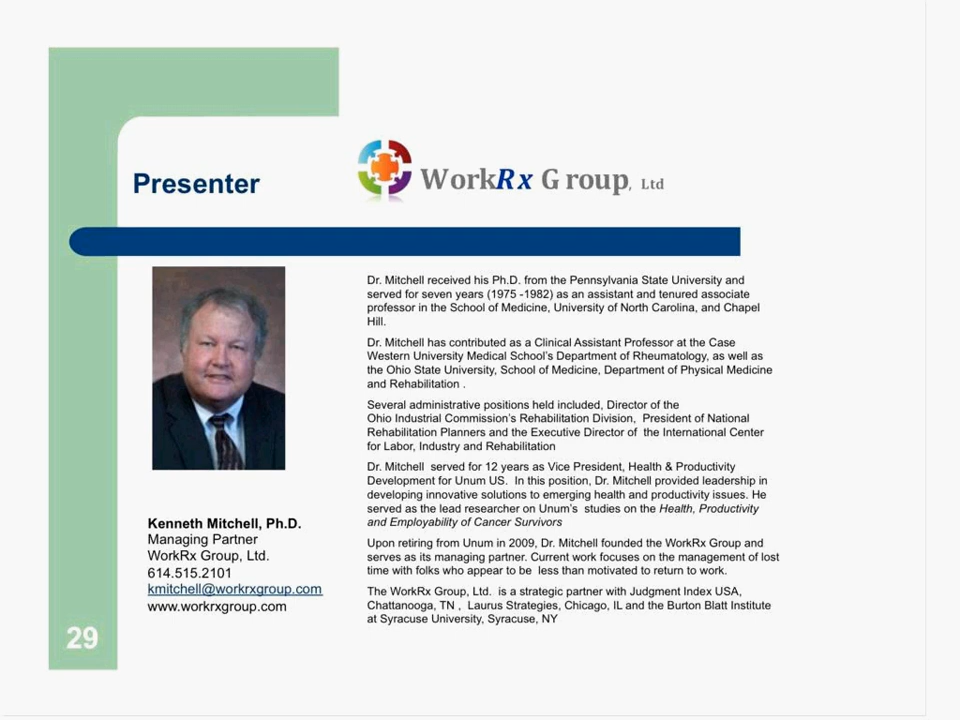 Presenter
WorkRx Group, Ltd
Dr. Mitchell received his Ph.D. from the Pennsylvania State University and
served for seven years (1975 -1982) as an assistant and tenured associate
professor in the School of Medicine, University of North Carolina, and Chapel
Hill.
Dr. Mitchell has contributed as a Clinical Assistant Professor at the Case
Western University Medical School's Department of Rheumatology, as well as
the Ohio State University, School of Medicine, Department of Physical Medicine
and Rehabilitation .
Several administrative positions held included, Director of the
Ohio Industrial Commission's Rehabilitation Division, President of National
Rehabilitation Planners and the Executive Director of the International Center
for Labor, Industry and Rehabilitation
Dr. Mitchell served for 12 years as Vice President, Health & Productivity
Development for Unum US. In this position, Dr. Mitchell provided leadership in
developing innovative solutions to emerging health and productivity issues. He
served as the lead researcher on Unum's studies on the Health, Productivity
and Employability of Cancer Survivors
Upon retiring from Unum in 2009, Dr. Mitchell founded the WorkRx Group and
serves as its managing partner. Current work focuses on the management of lost
time with folks who appear to be less than motivated to return to work.
The WorkRx Group, Ltd. is a strategic partner with Judgment Index USA,
Chattanooga, TN , Laurus Strategies, Chicago, IL and the Burton Blatt Institute
at Syracuse University, Syracuse, NY
Kenneth Mitchell, Ph.D.
Managing Partner
WorkRx Group, Ltd.
614.515.2101
kmitchell@workrxgroup.com
www.workrxgroup.com
29